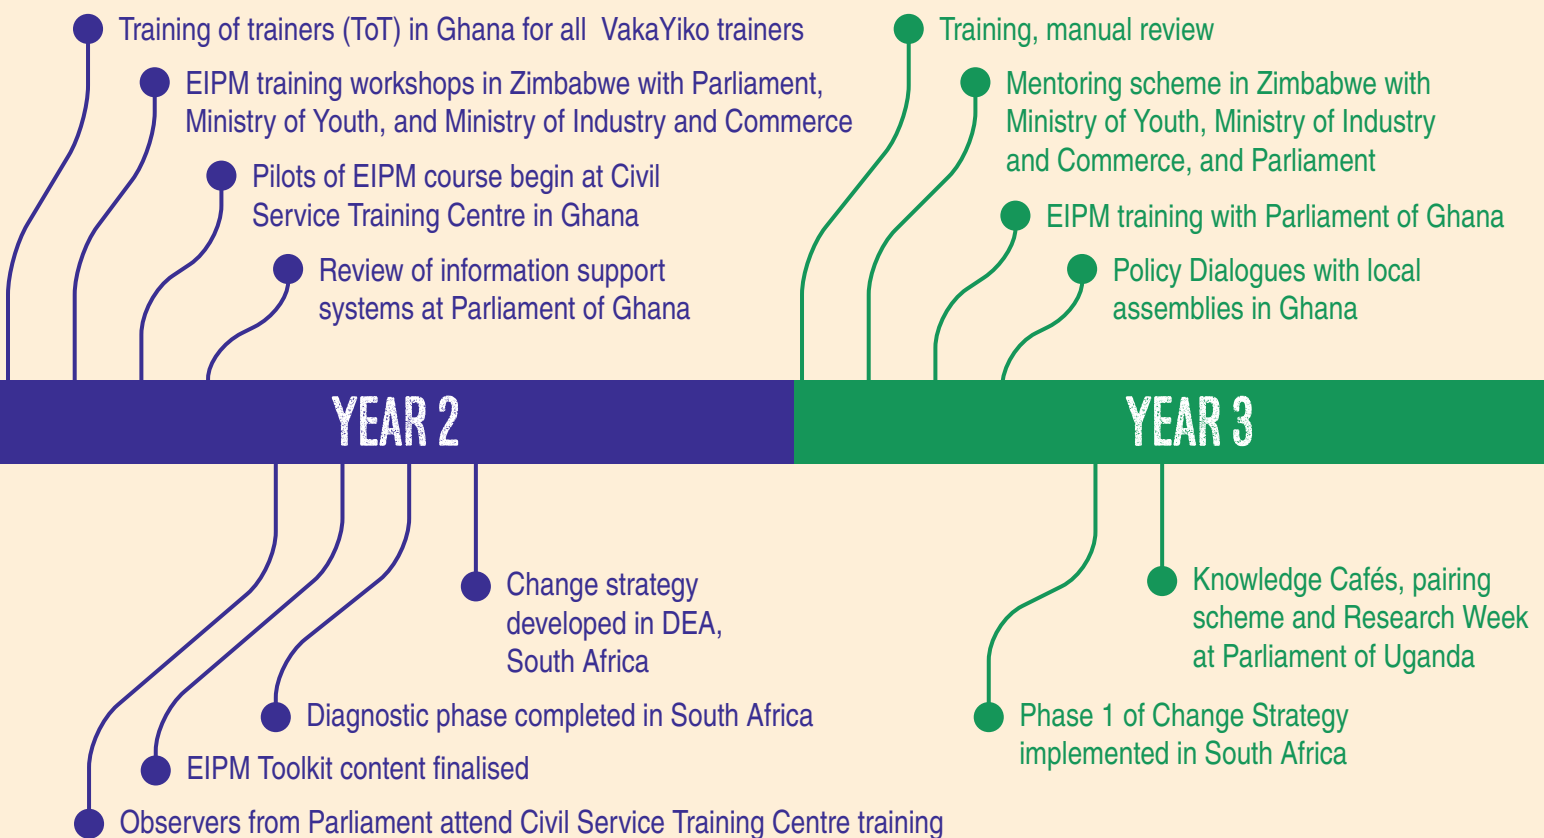 Training of trainers (ToT) in Ghana for all VakaYiko trainers
EIPM training workshops in Zimbabwe with Parliament,
Ministry of Youth, and Ministry of Industry and Commerce
Pilots of EIPM course begin at Civil
Service Training Centre in Ghana
Review of information support
systems at Parliament of Ghana
Training, manual review
Mentoring scheme in Zimbabwe with
Ministry of Youth, Ministry of Industry
and Commerce, and Parliament
EIPM training with Parliament of Ghana
Policy Dialogues with local
assemblies in Ghana
YEAR 2
YEAR 3
Change strategy
developed in DEA,
South Africa
Diagnostic phase completed in South Africa
EIPM Toolkit content finalised
Observers from Parliament attend Civil Service Training Centre training
Knowledge Cafés, pairing
scheme and Research Week
at Parliament of Uganda
Phase 1 of Change Strategy
implemented in South Africa